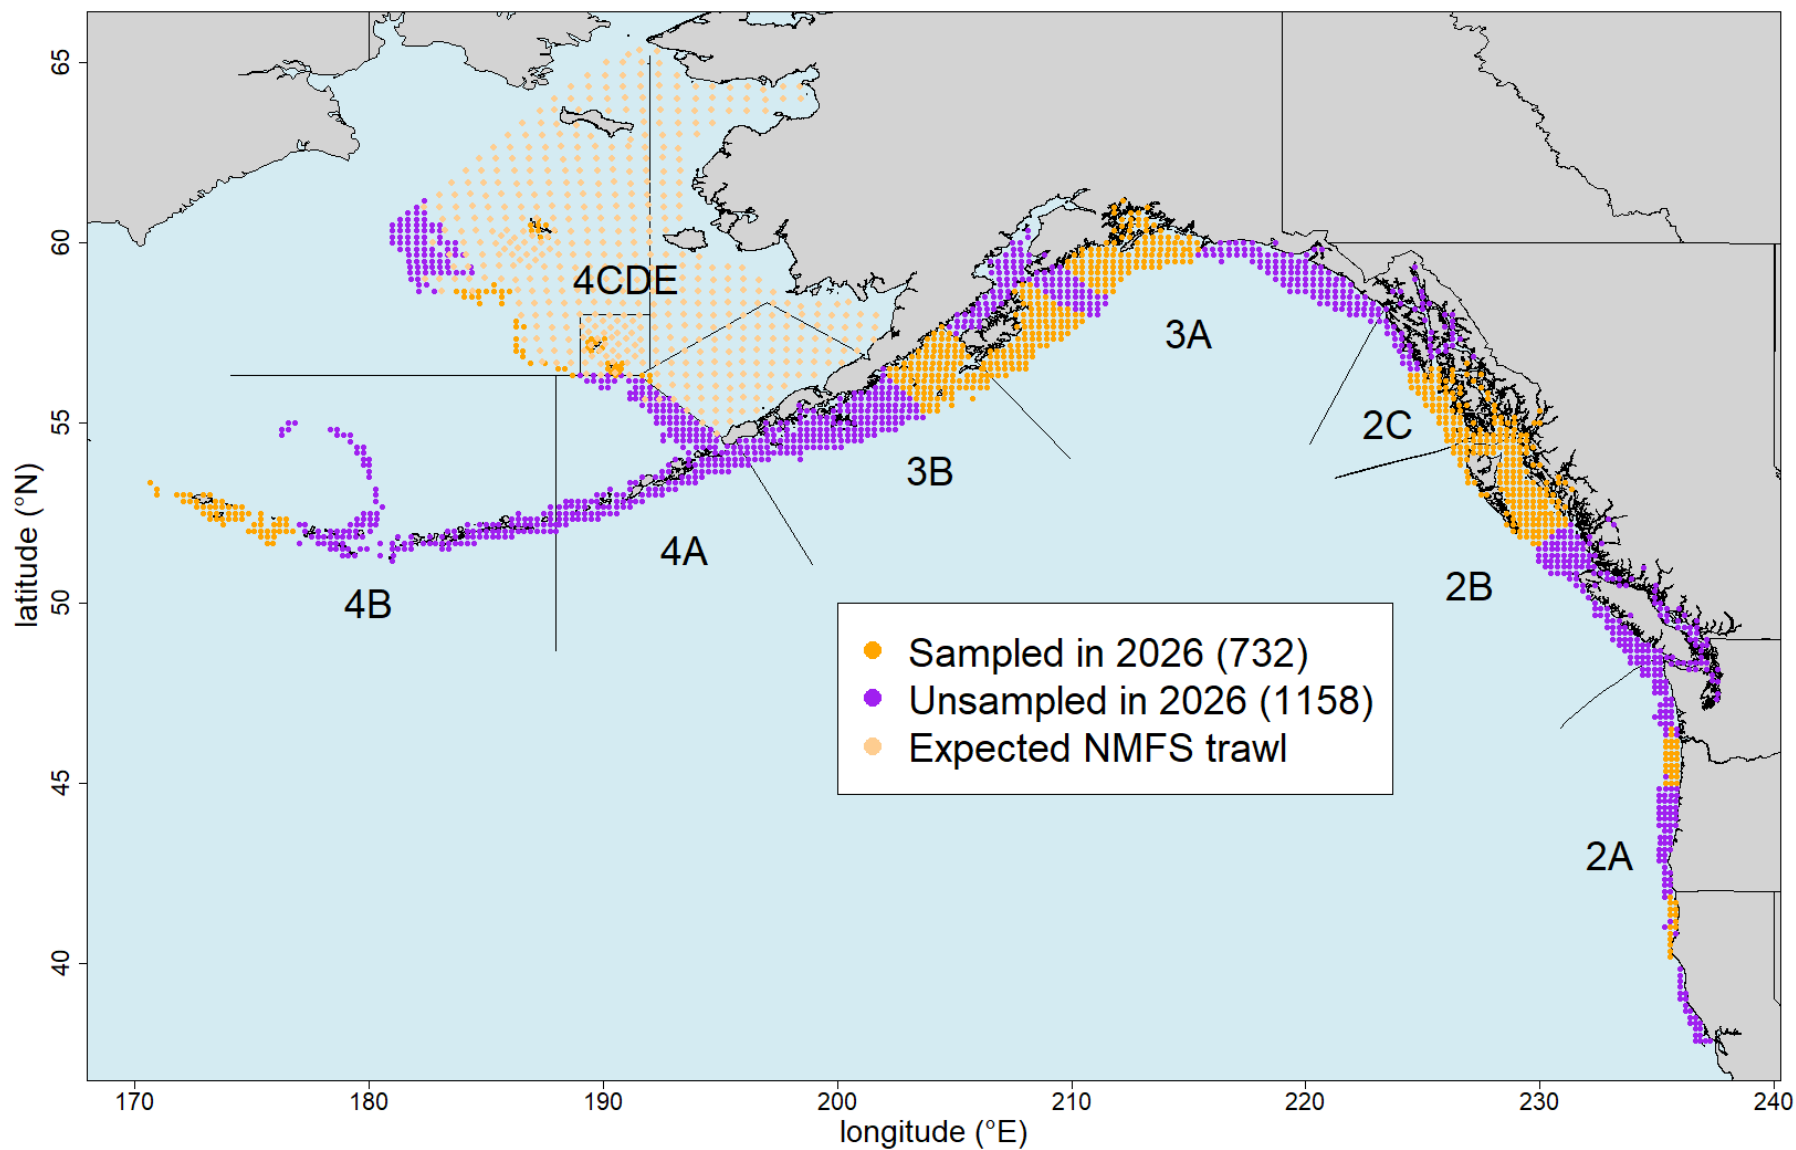 65
60
55
50
45
40
latitude (°N)
4CDE
3A
2C
3B
4A
2B
4B
2A
Sampled in 2026 (732)
Unsampled in 2026 (1158)
Expected NMFS trawl
170
180
190
200
210
220
230
240
longitude (°E)